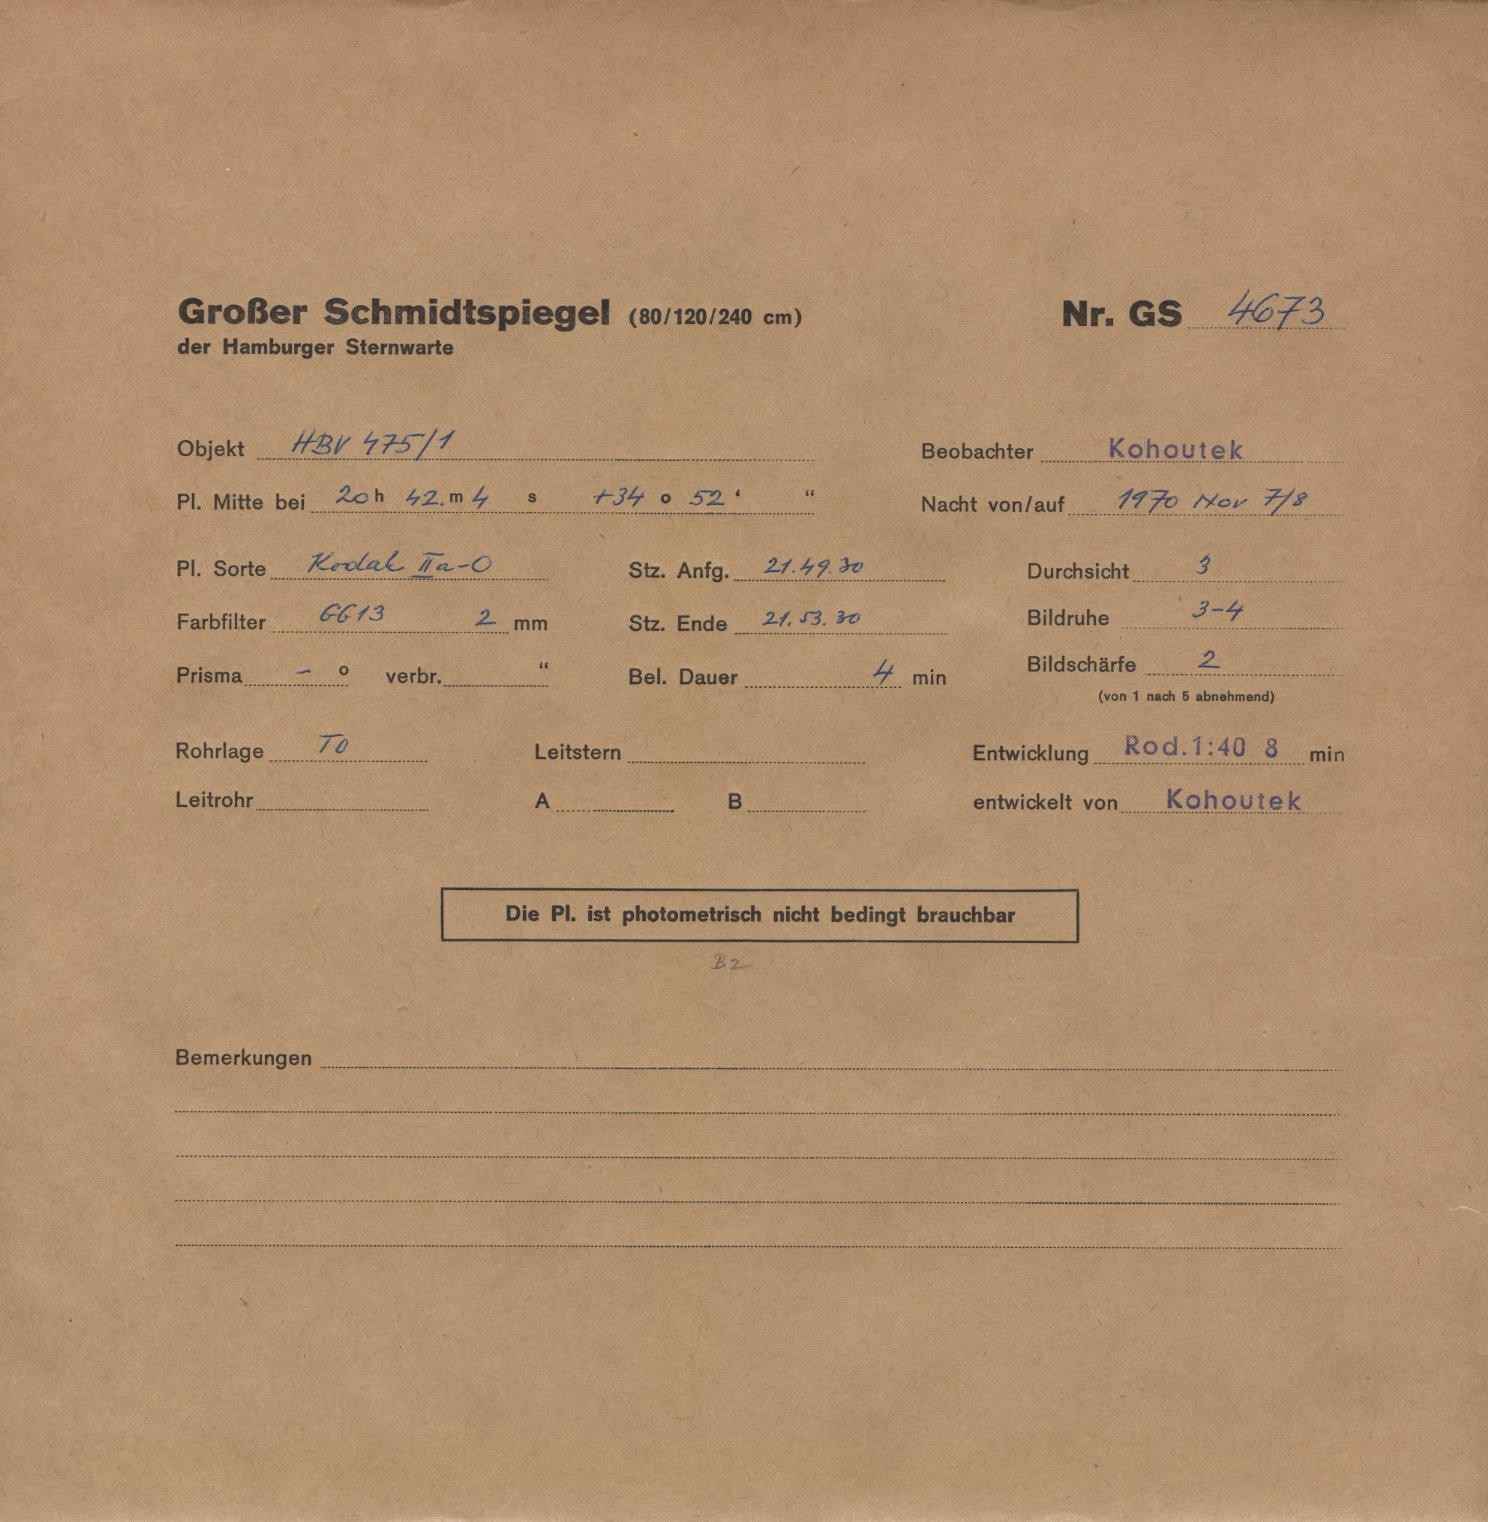 Großer Schmidtspiegel (80/120/240 cm) Nr. GS 4673
der Hamburger Sternwarte
Objekt HBV 475/1 Beobachter Kohoutek
Pl. Mitte bei 20 h 42. m 4 s +34 o 52 ‘ “ Nacht von/auf 1970 Nov 7/8
Pl. Sorte Kodak IIa-O Stz. Anfg. 21.49.30 Durchsicht 3
Farbfilter GG13 2 mm Stz. Ende 21.53.30 Bildruhe 3-4
Prisma – o verbr. “ Bel. Dauer 4 min Bildschärfe 2
(von 1 nach 5 abnehmend)
Rohrlage TO Leitstern Entwicklung Rod.1:40 8 min
Leitrohr A B entwickelt von Kohoutek
Die Pl. ist photometrisch nicht bedingt brauchbar
B2
Bemerkungen